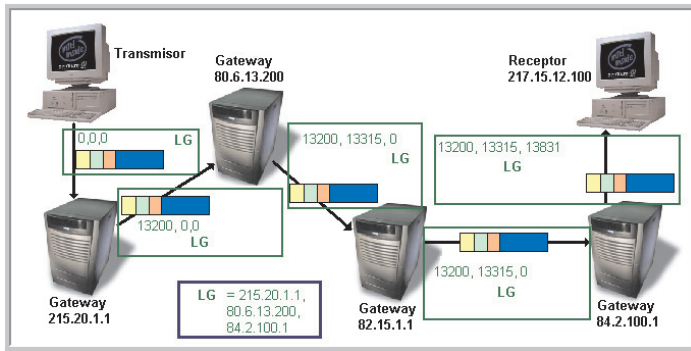 Transmisor
Gateway
80.6.13.200
Receptor
217.15.12.100
0,0,0
LG
13200, 13315, 0
LG
13200, 13315, 13831
LG
13200, 0,0
LG
Gateway
215.20.1.1
LG = 215.20.1.1,
80.6.13.200,
84.2.100.1
Gateway
82.15.1.1
13200, 13315, 0
LG
Gateway
84.2.100.1